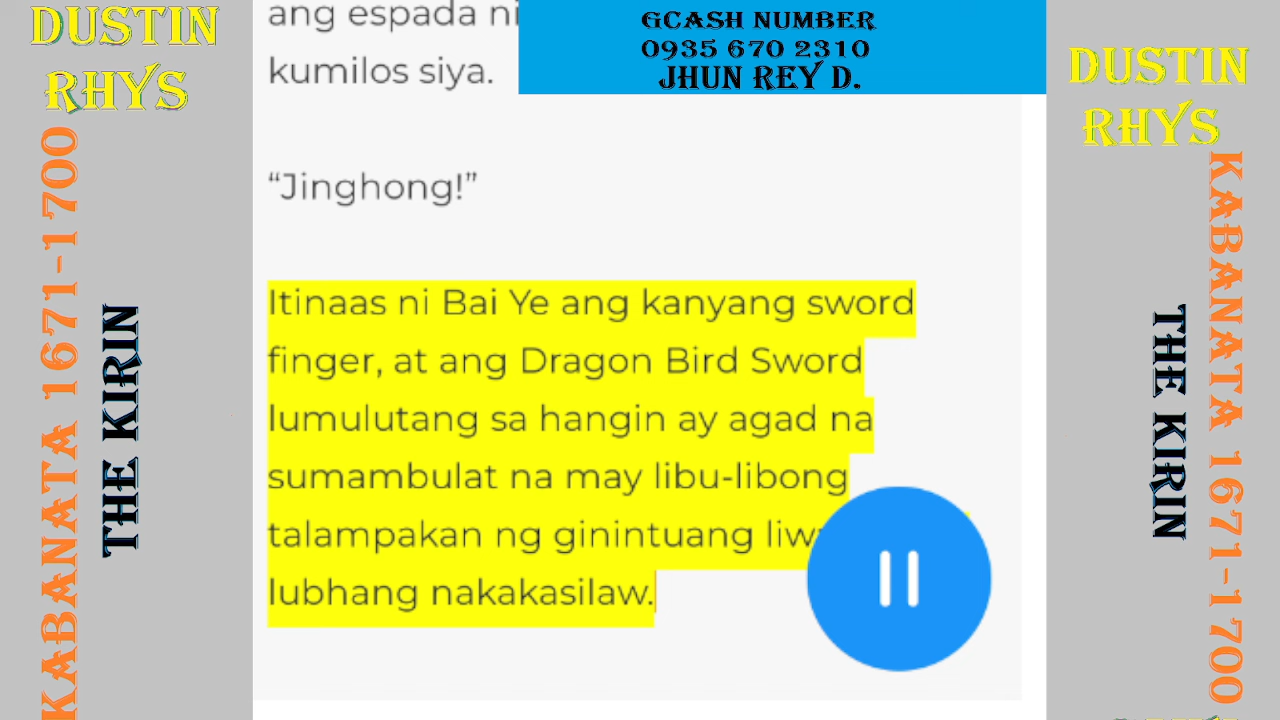 DUSTIN
RHYS
KABANATA 1671-1700
THE KIRIN
ang espada ni
kumilos siya.
GCASH NUMBER
0935 670 2310
JHUN REY D.
“Jinghong!”
Itinaas ni Bai Ye ang kanyang sword
finger, at ang Dragon Bird Sword
lumulutang sa hangin ay agad na
sumambulat na may libu-libong
talampakan ng ginintuang
lubhang nakakasilaw.
DUSTIN
RHYS
KABANATA 1671-1700
THE KIRIN